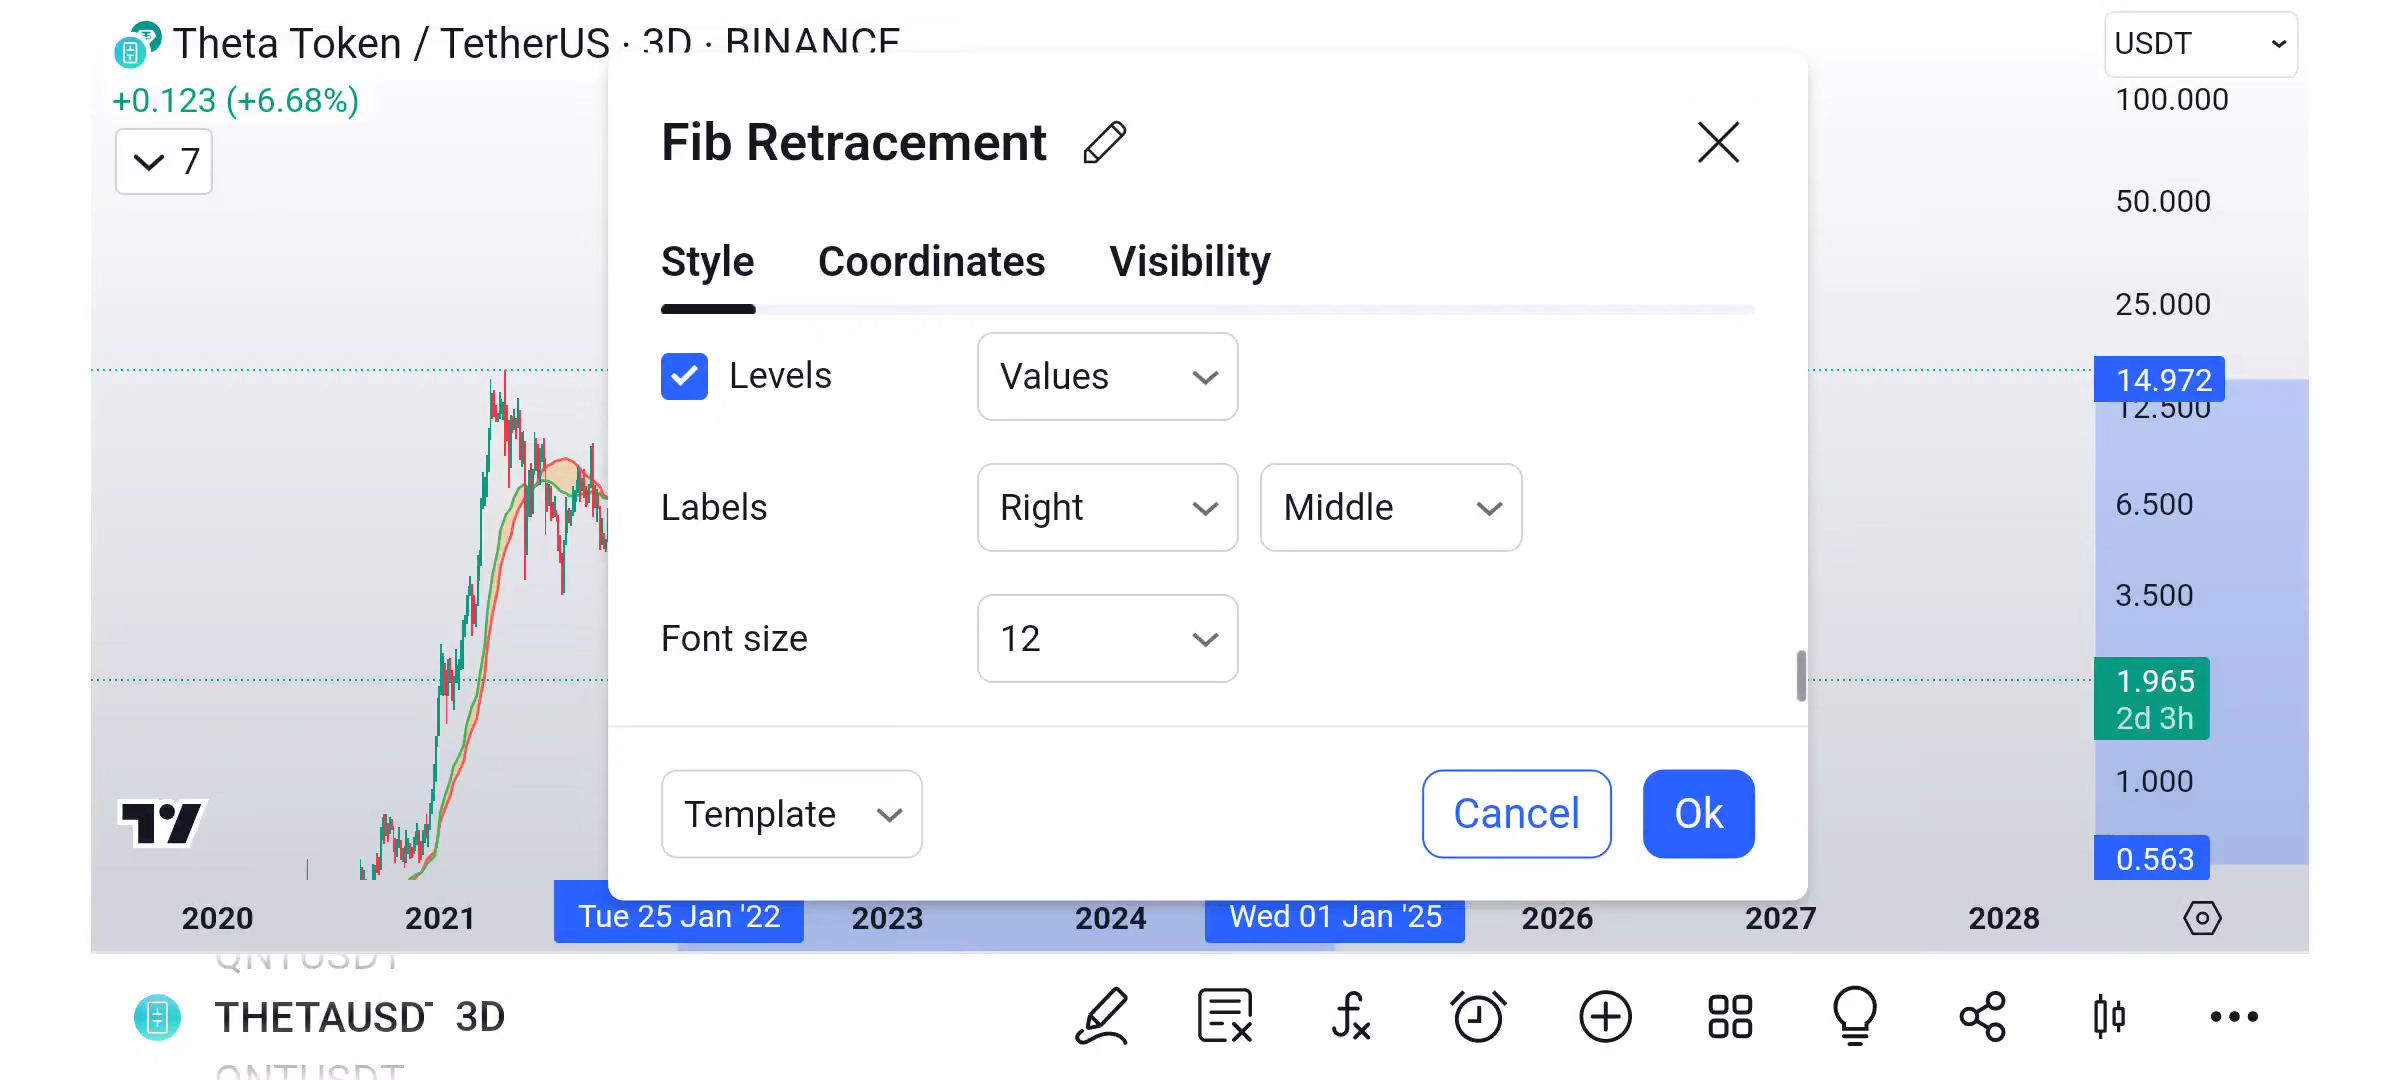 Theta Token / TetherUS · 3D · BINANCE
USDT
+0.123 (+6.68%)
7
100.000
50.000
25.000
14.972
12.500
6.500
3.500
1.965
2d 3h
1.000
0.563
Fib Retracement
Style Coordinates Visibility
Levels Values
Labels Right Middle
Font size 12
Template
Cancel Ok
2020 2021 Tue 25 Jan '22 2023 2024 Wed 01 Jan '25 2026 2027 2028
QNTUSDT
THETAUSDT 3D
QNTUSDT